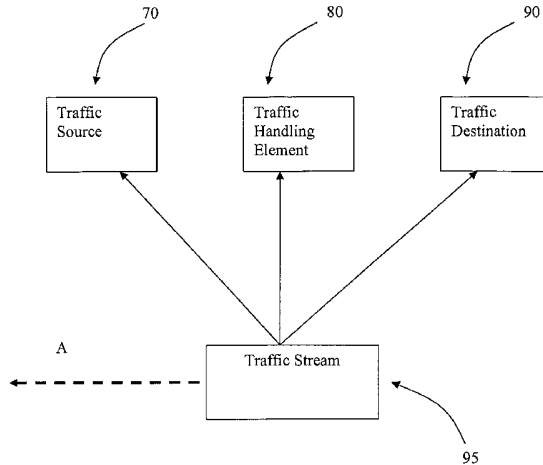 70
80
90
Traffic
Source
Traffic
Handling
Element
Traffic
Destination
A
Traffic Stream
95